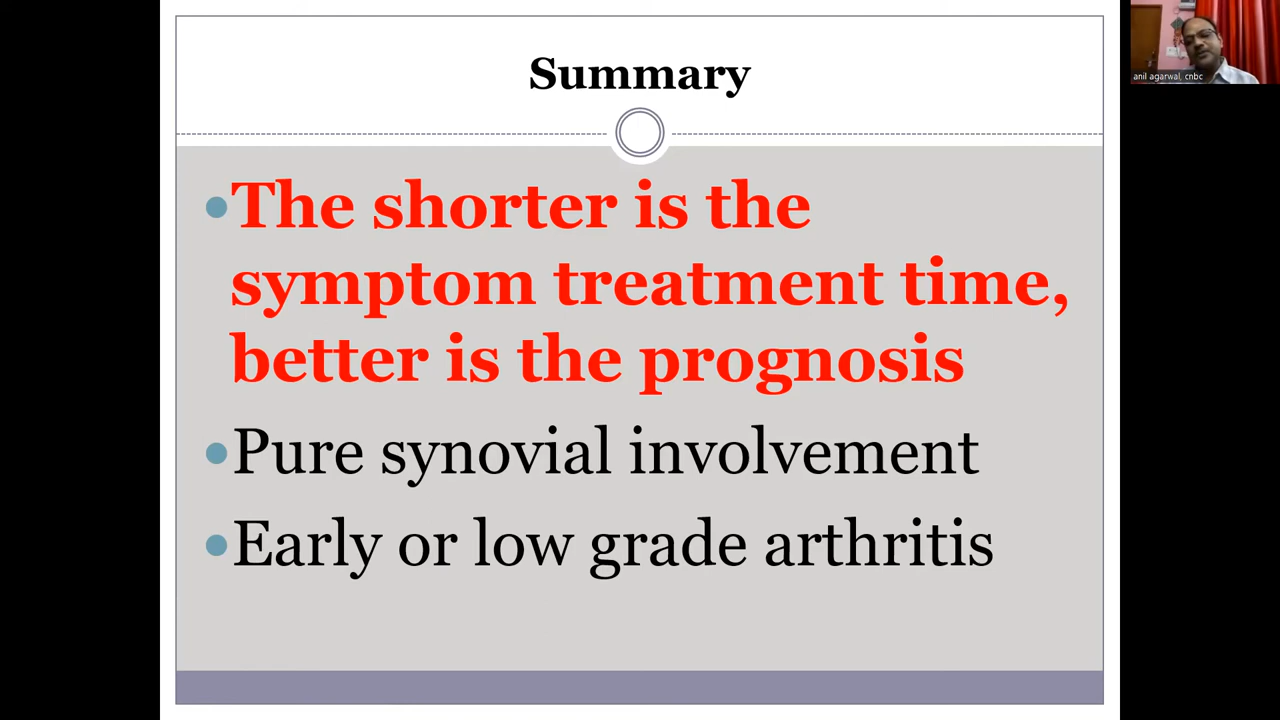 Summary
anil agarwal, cnbc
•The shorter is the
symptom treatment time,
better is the prognosis
•Pure synovial involvement
•Early or low grade arthritis